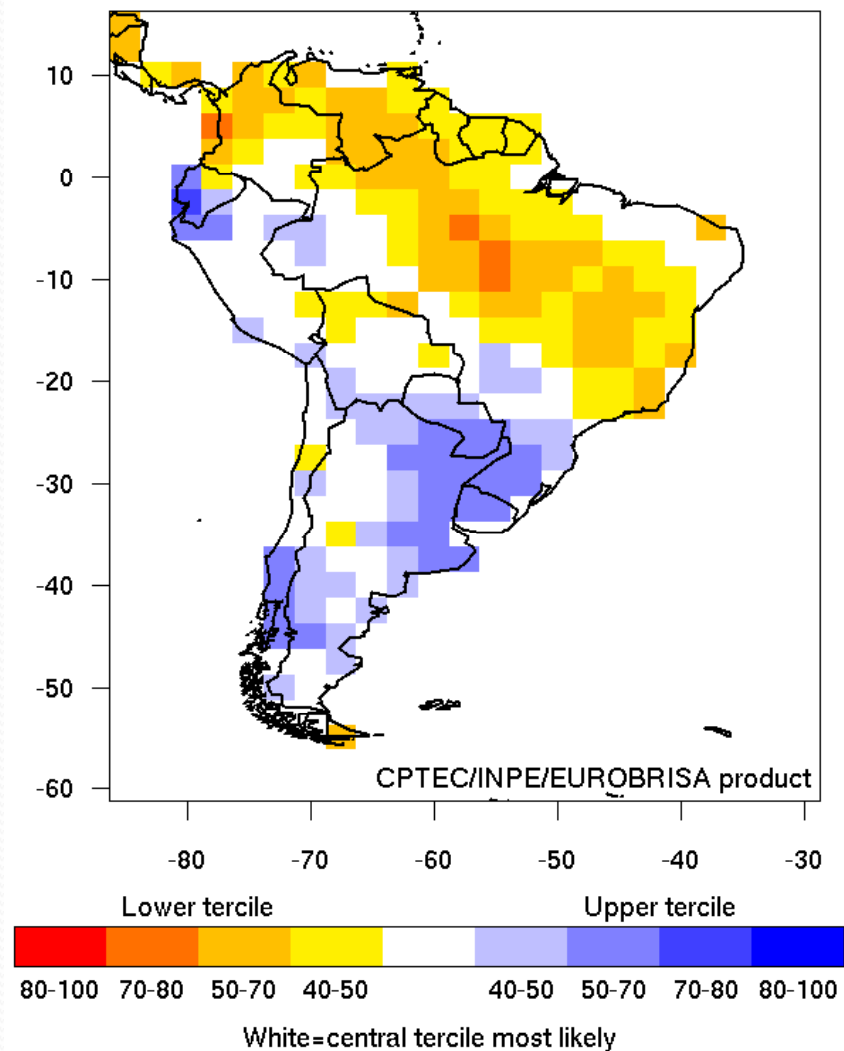 10
0
-10
-20
-30
-40
-50
-60
CPTEC/INPE/EUROBRISA product
-80 -70 -60 -50 -40 -30
Lower tercile Upper tercile
80-100 70-80 50-70 40-50 40-50 50-70 70-80 80-100
White=central tercile most likely